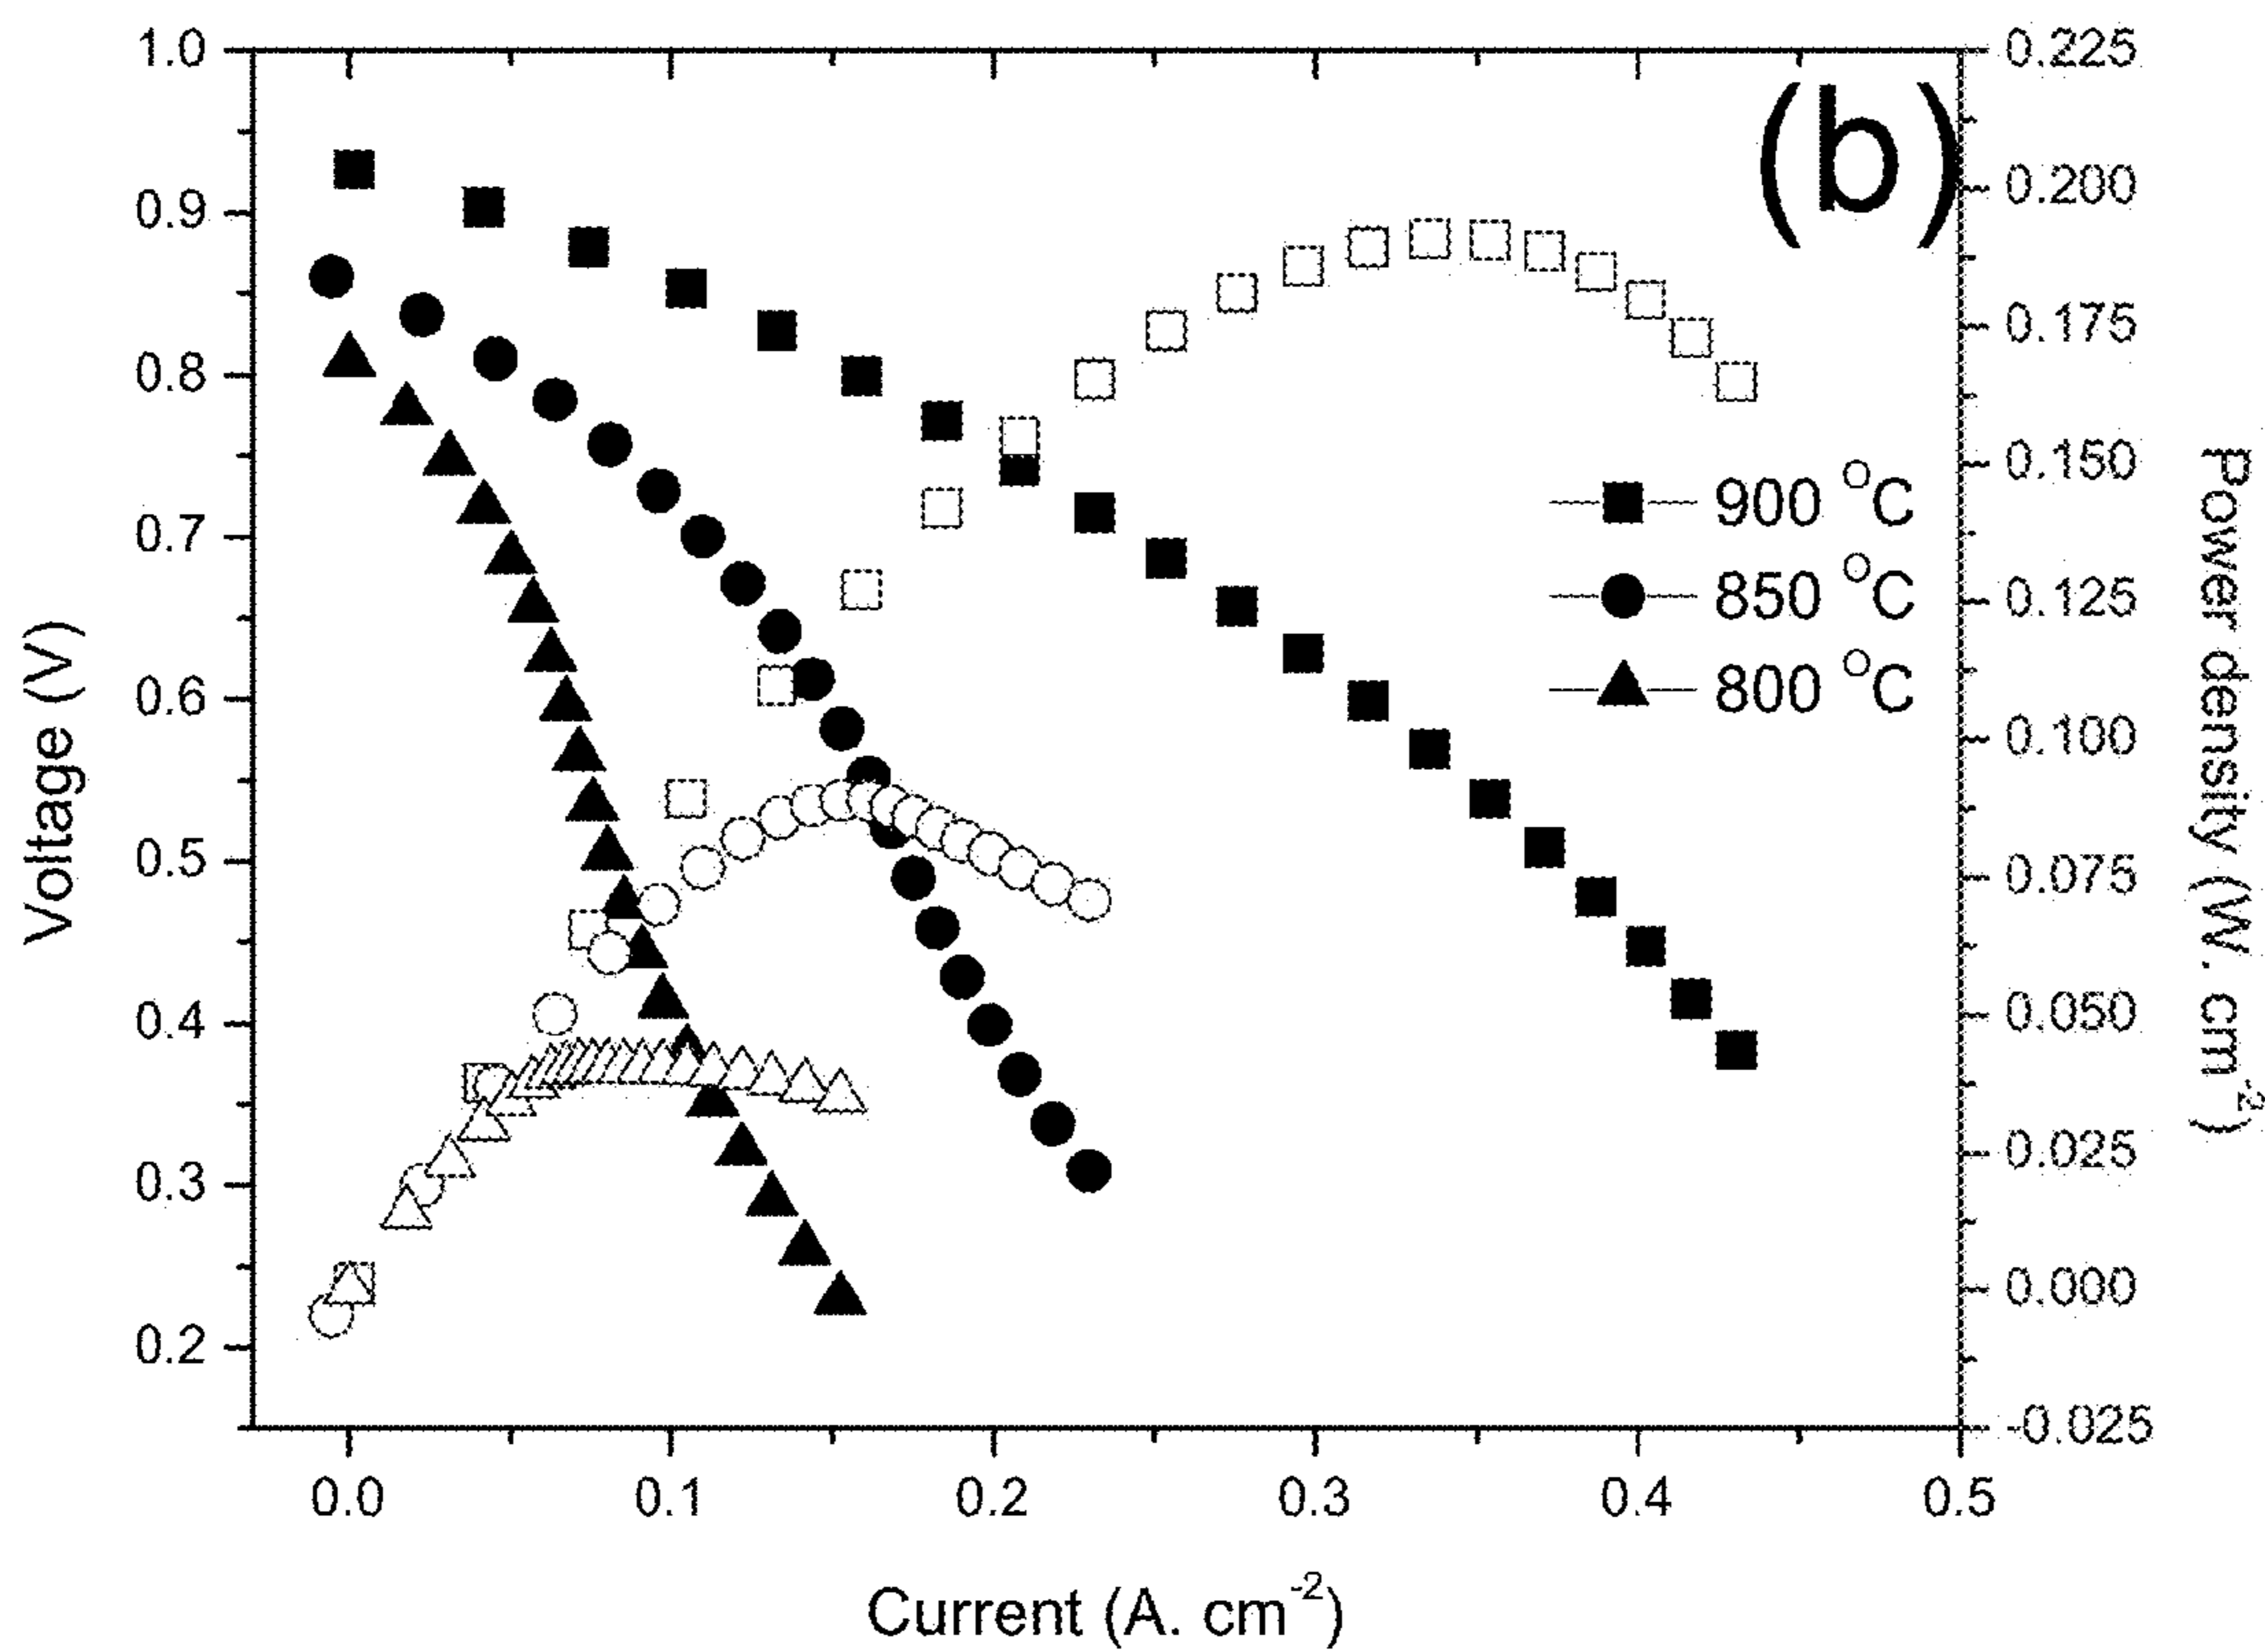 (b)
1.0
0.9
0.8
0.7
0.6
0.5
0.4
0.3
0.2
Voltage (V)
0.225
0.200
0.175
0.150
0.125
0.100
0.075
0.050
0.025
0.000
-0.025
Power density (W. cm⁻²)
900 °C
850 °C
800 °C
0.0 0.1 0.2 0.3 0.4 0.5
Current (A. cm⁻²)